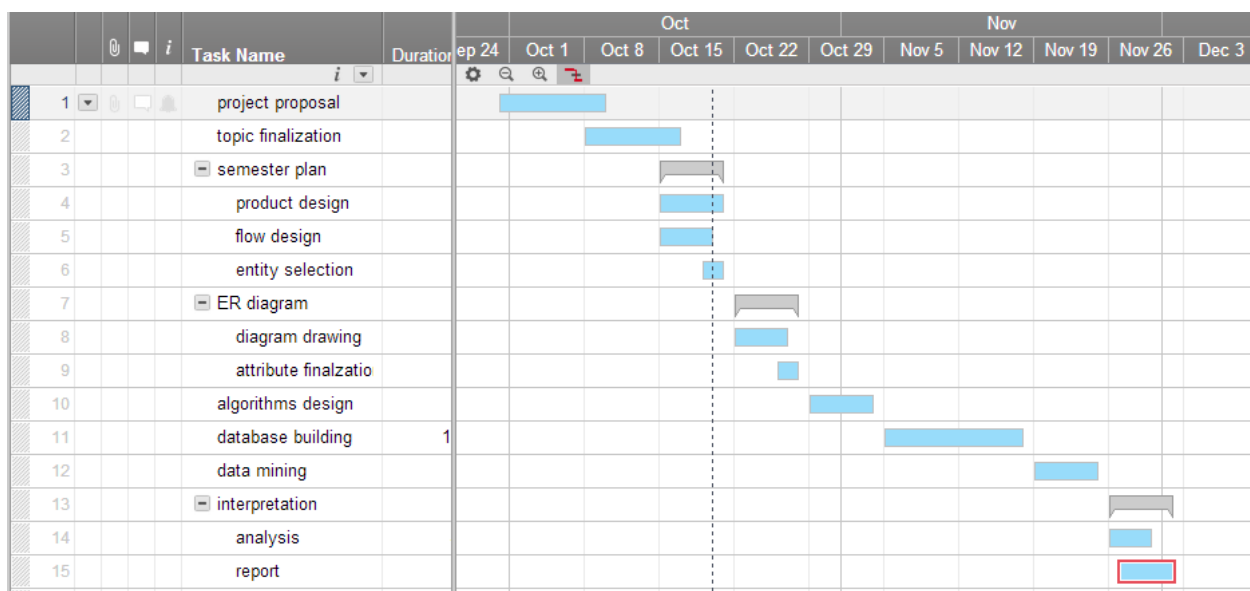 Oct Nov
i Task Name Duration ep 24 Oct 1 Oct 8 Oct 15 Oct 22 Oct 29 Nov 5 Nov 12 Nov 19 Nov 26 Dec 3
i
1 project proposal
2 topic finalization
3 semester plan
4 product design
5 flow design
6 entity selection
7 ER diagram
8 diagram drawing
9 attribute finalzatio
10 algorithms design
11 database building 1
12 data mining
13 interpretation
14 analysis
15 report